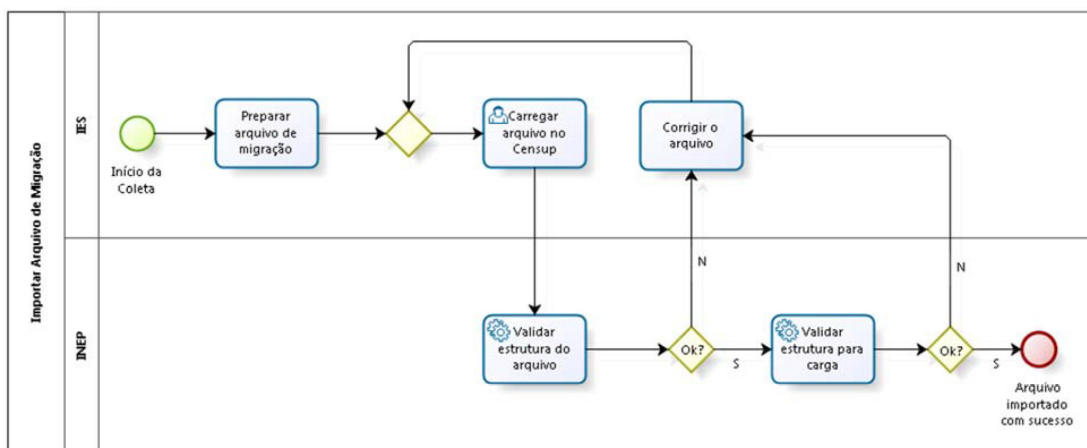 Importar Arquivo de Migração
IES
Início da
Coleta
Preparar
arquivo de
migração
Carregar
arquivo no
Censup
Corrigir o
arquivo
INEP
Validar
estrutura do
arquivo
Ok?
N
S
Validar
estrutura para
carga
Ok?
N
S
Arquivo
importado
com sucesso